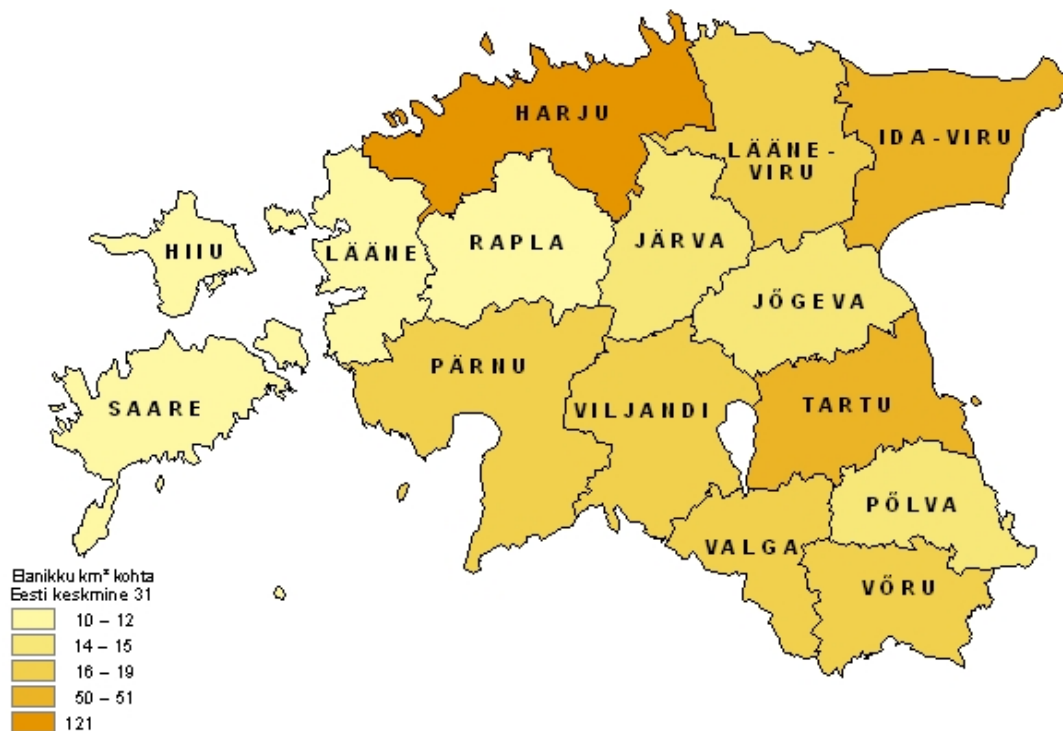 HARJU
IDA-VIRU
LÄÄNE-
VIRU
HIIU
LÄÄNE
RAPLA
JÄRVA
JÕGEVA
PÄRNU
SAARE
VILJANDI
TARTU
PÕLVA
VALGA
VÕRU
Elanikku km² kohta
Eesti keskmine 31
10 – 12
14 – 15
16 – 19
50 – 51
121